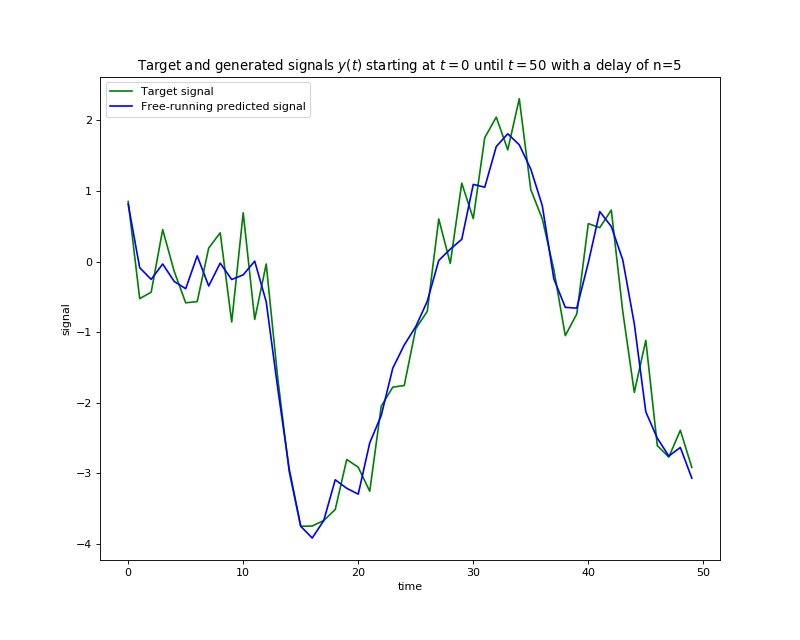 Target and generated signals y(t) starting at t = 0 until t = 50 with a delay of n=5
Target signal
Free-running predicted signal
signal
2
1
0
−1
−2
−3
−4
0 10 20 30 40 50
time